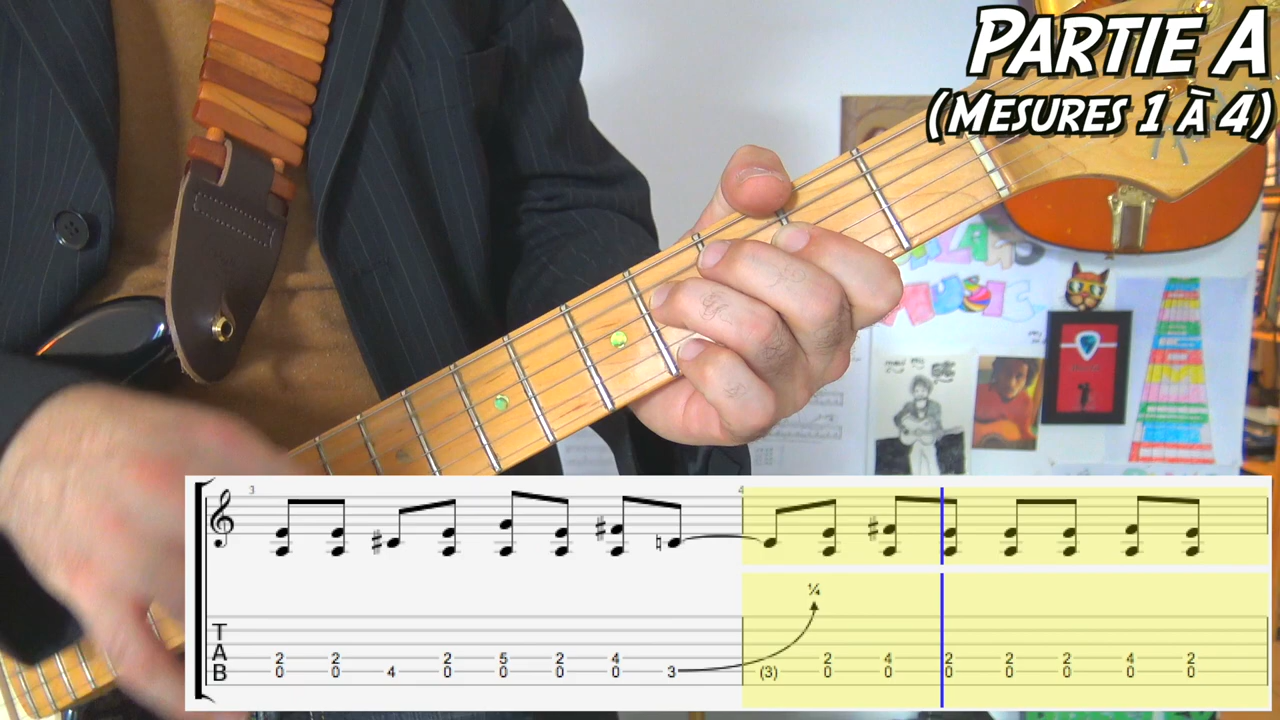 PARTIE A
(MESURES 1 À 4)
3 4
¼
T
A
B
2 2 2 5 2 4 2 4 2 2 2 4 2
0 0 4 0 0 0 0 3 (3) 0 0 0 0 0 0 0